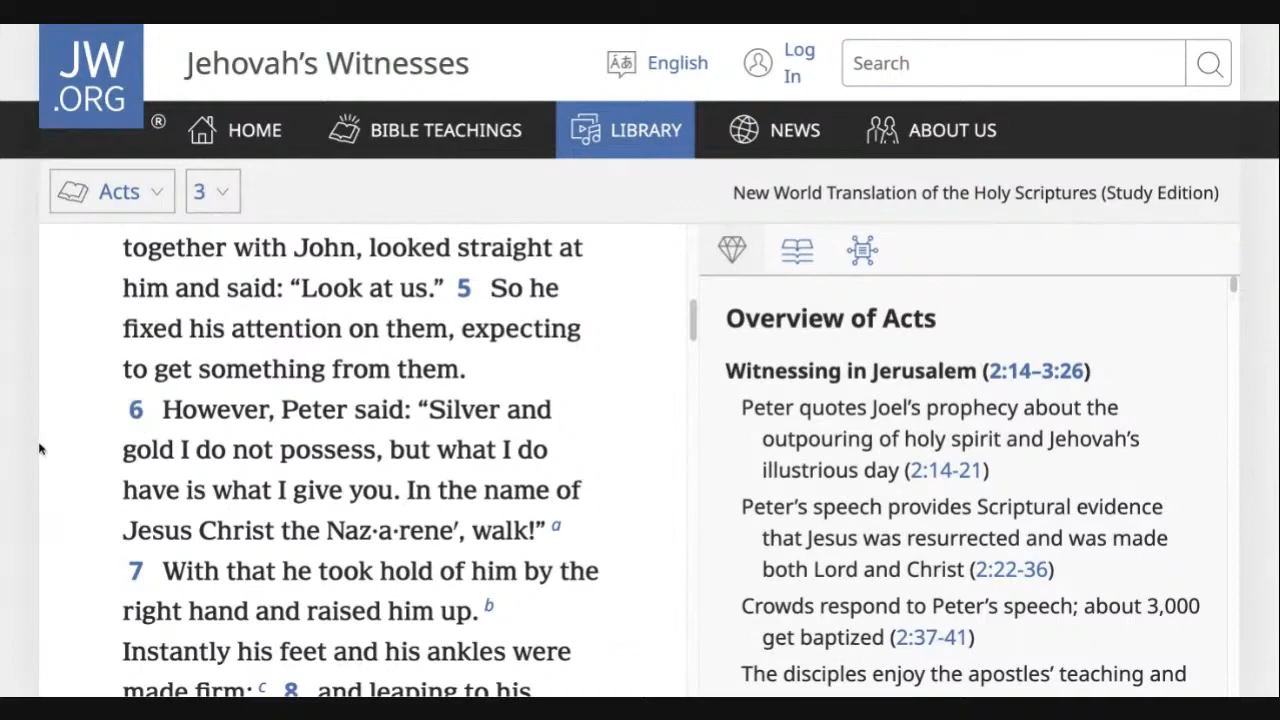 JW
.ORG
®
Jehovah’s Witnesses
English
Log
In
Search
HOME
BIBLE TEACHINGS
LIBRARY
NEWS
ABOUT US
Acts
3
New World Translation of the Holy Scriptures (Study Edition)
together with John, looked straight at
him and said: “Look at us.” 5 So he
fixed his attention on them, expecting
to get something from them.
6 However, Peter said: “Silver and
gold I do not possess, but what I do
have is what I give you. In the name of
Jesus Christ the Naz·a·reneʹ, walk!” a
7 With that he took hold of him by the
right hand and raised him up. b
Instantly his feet and his ankles were
made firm; c 8 and leaping to his
Overview of Acts
Witnessing in Jerusalem (2:14–3:26)
Peter quotes Joel’s prophecy about the
outpouring of holy spirit and Jehovah’s
illustrious day (2:14-21)
Peter’s speech provides Scriptural evidence
that Jesus was resurrected and was made
both Lord and Christ (2:22-36)
Crowds respond to Peter’s speech; about 3,000
get baptized (2:37-41)
The disciples enjoy the apostles’ teaching and